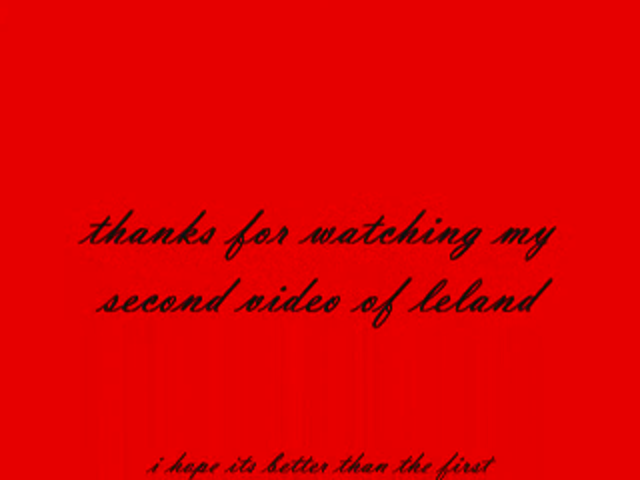 thanks for watching my
second video of leland
i hope its better than the first